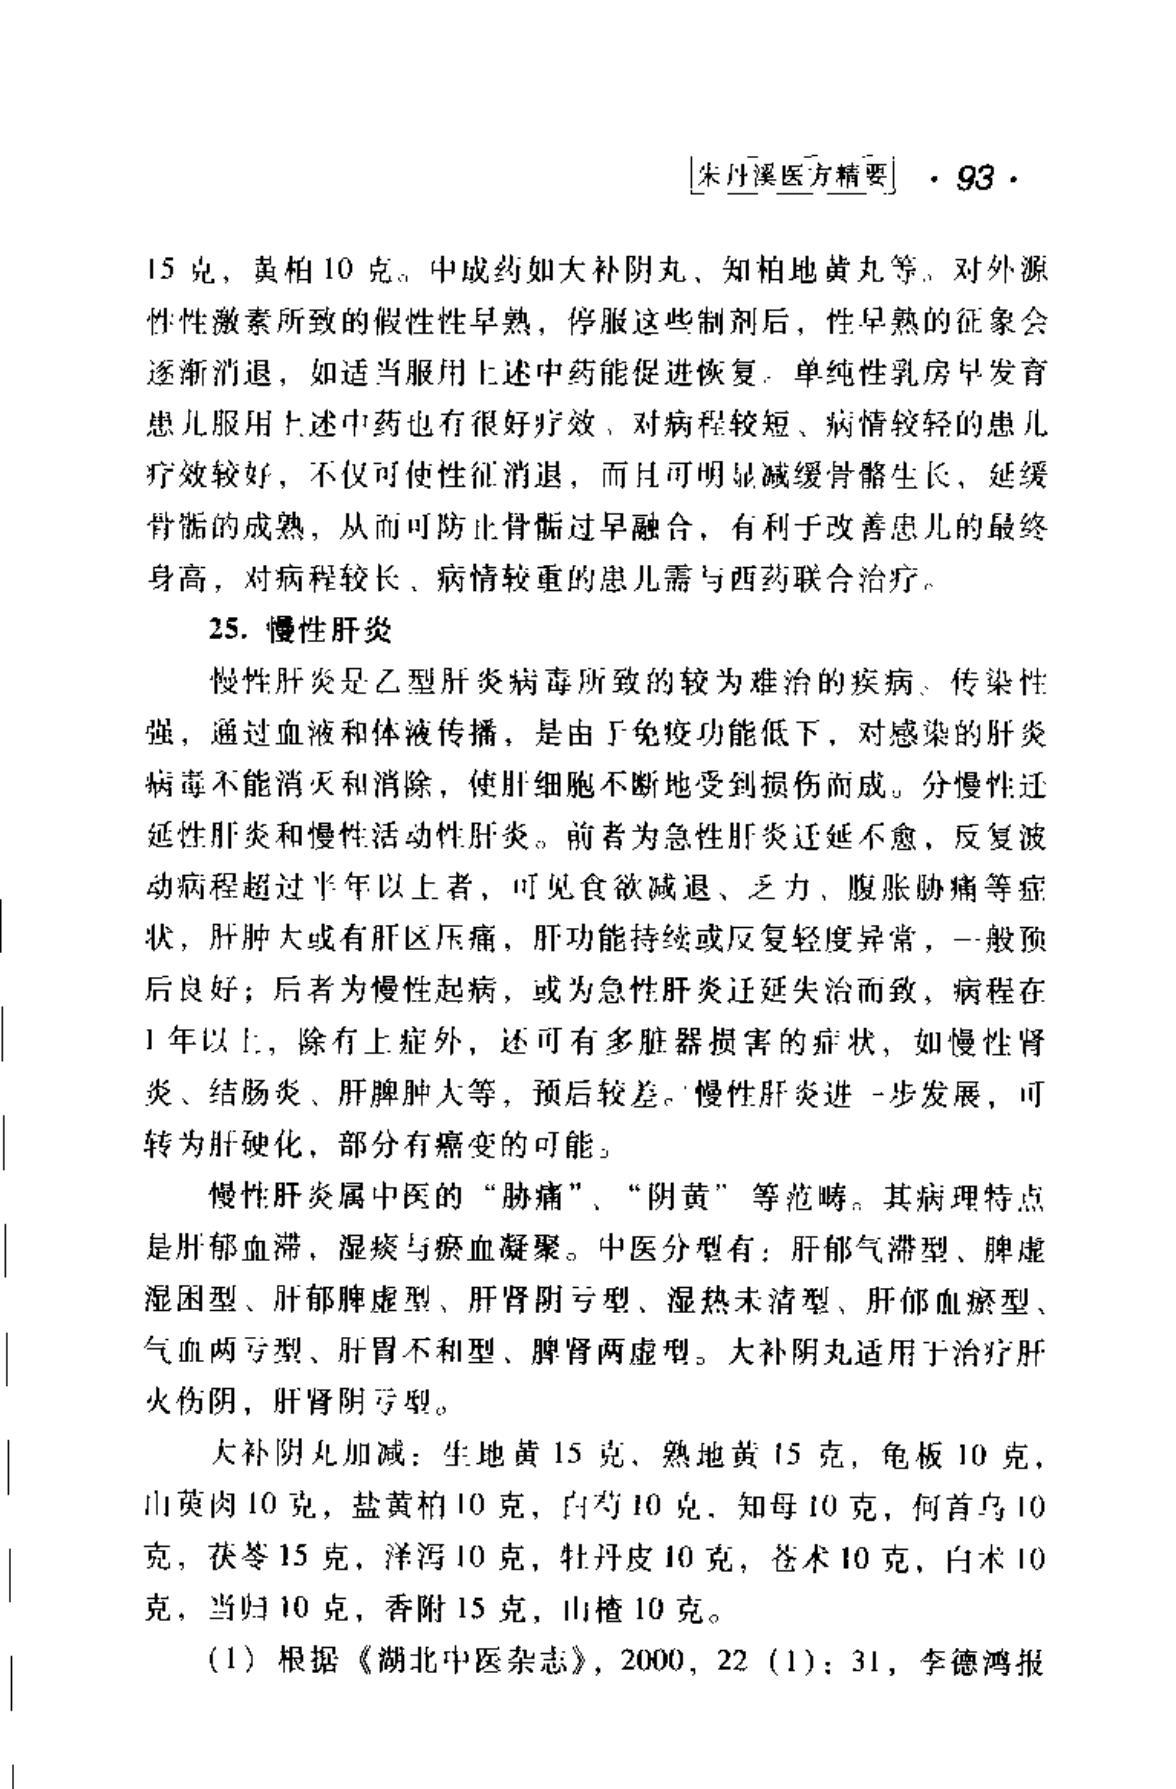 朱丹溪医方精要 · 93 ·
15 克，黄柏 10 克。中成药如大补阴丸、知柏地黄丸等。对外源
性性激素所致的假性性早熟，停服这些制剂后，性早熟的征象会
逐渐消退，如适当服用上述中药能促进恢复。单纯性乳房早发育
患儿服用上述中药也有很好疗效。对病程较短、病情较轻的患儿
疗效较好，不仅可使性征消退，而且可明显减缓骨骼生长，延缓
骨骺的成熟，从而可防止骨骺过早融合，有利于改善患儿的最终
身高，对病程较长、病情较重的患儿需与西药联合治疗。
25. 慢性肝炎
慢性肝炎是乙型肝炎病毒所致的较为难治的疾病。传染性
强，通过血液和体液传播，是由于免疫功能低下，对感染的肝炎
病毒不能消灭和消除，使肝细胞不断地受到损伤而成。分慢性迁
延性肝炎和慢性活动性肝炎。前者为急性肝炎迁延不愈，反复波
动病程超过半年以上者，可见食欲减退、乏力、腹胀胁痛等症
状，肝肿大或有肝区压痛，肝功能持续或反复轻度异常，一般预
后良好；后者为慢性起病，或为急性肝炎迁延失治而致，病程在
1 年以上，除有上症外，还可有多脏器损害的症状，如慢性肾
炎、结肠炎、肝脾肿大等，预后较差。慢性肝炎进一步发展，可
转为肝硬化，部分有癌变的可能。
慢性肝炎属中医的“胁痛”、“阴黄”等范畴。其病理特点
是肝郁血滞，湿痰与瘀血凝聚。中医分型有：肝郁气滞型、脾虚
湿困型、肝郁脾虚型、肝肾阴亏型、湿热未清型、肝郁血瘀型、
气血两亏型、肝胃不和型、脾肾两虚型。大补阴丸适用于治疗肝
火伤阴，肝肾阴亏型。
大补阴丸加减：生地黄 15 克，熟地黄 15 克，龟板 10 克，
山萸肉 10 克，盐黄柏 10 克，白芍 10 克，知母 10 克，何首乌 10
克，茯苓 15 克，泽泻 10 克，牡丹皮 10 克，苍术 10 克，白术 10
克，当归 10 克，香附 15 克，山楂 10 克。
(1) 根据《湖北中医杂志》，2000，22 (1)：31，李德鸿报